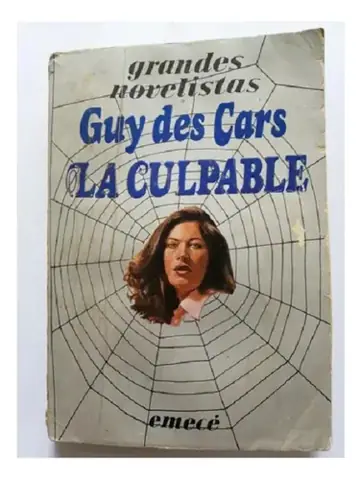 grandes
novelistas
Guy des Cars
LA CULPABLE
emecé